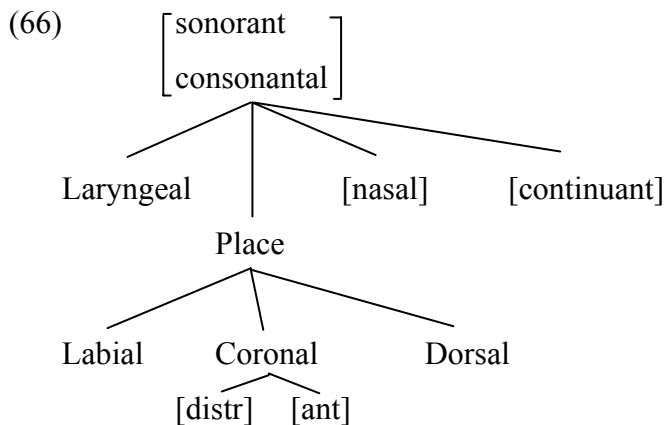 (66)
sonorant
consonantal
Laryngeal [nasal] [continuant]
Place
Labial Coronal Dorsal
[distr] [ant]